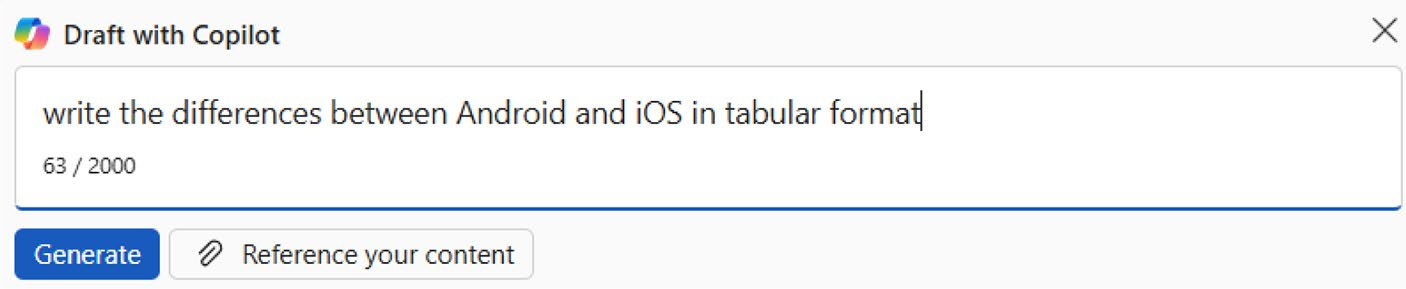 Draft with Copilot
write the differences between Android and iOS in tabular format
63 / 2000
Generate
Reference your content